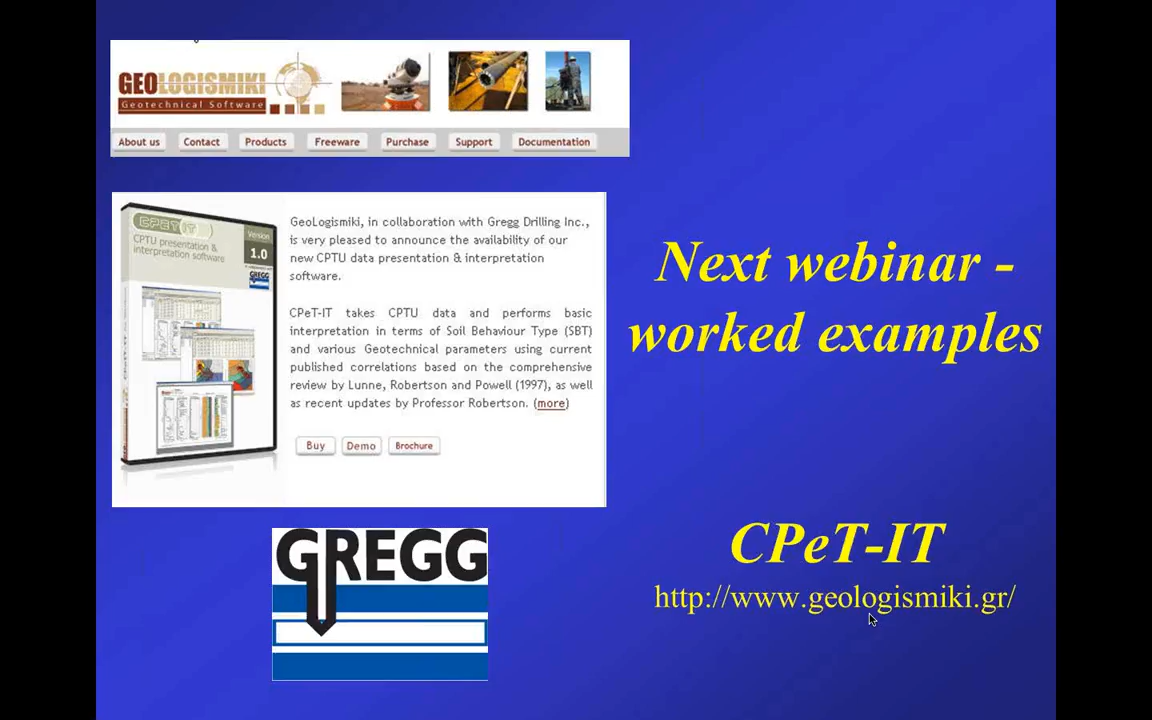 GEOLOGISMIKI
Geotechnical Software
About us
Contact
Products
Freeware
Purchase
Support
Documentation
CPET IT
Version
CPTU presentation &
interpretation software
1.0
GREGG
GeoLogismiki, in collaboration with Gregg Drilling Inc.,
is very pleased to announce the availability of our
new CPTU data presentation & interpretation
software.
CPeT-IT takes CPTU data and performs basic
interpretation in terms of Soil Behaviour Type (SBT)
and various Geotechnical parameters using current
published correlations based on the comprehensive
review by Lunne, Robertson and Powell (1997), as well
as recent updates by Professor Robertson. (more)
Buy
Demo
Brochure
Next webinar -
worked examples
GREGG
CPeT-IT
http://www.geologismiki.gr/